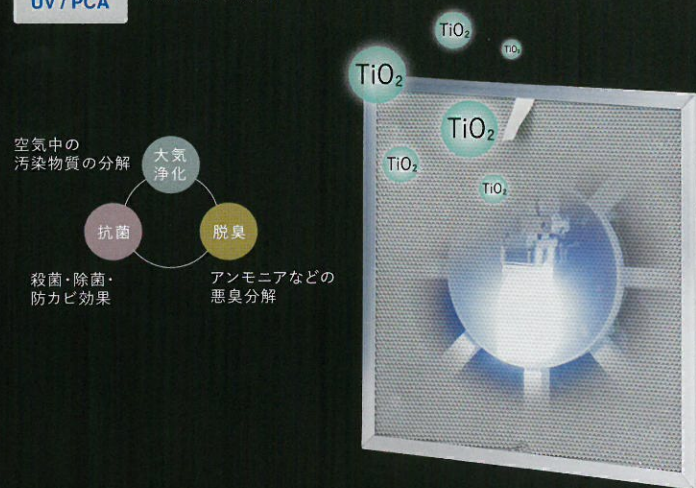 UV / PCA
TiO₂
TiO₂
TiO₂
TiO₂
TiO₂
TiO₂
空気中の
汚染物質の分解
大気
浄化
抗菌
脱臭
殺菌・除菌・
防カビ効果
アンモニアなどの
悪臭分解